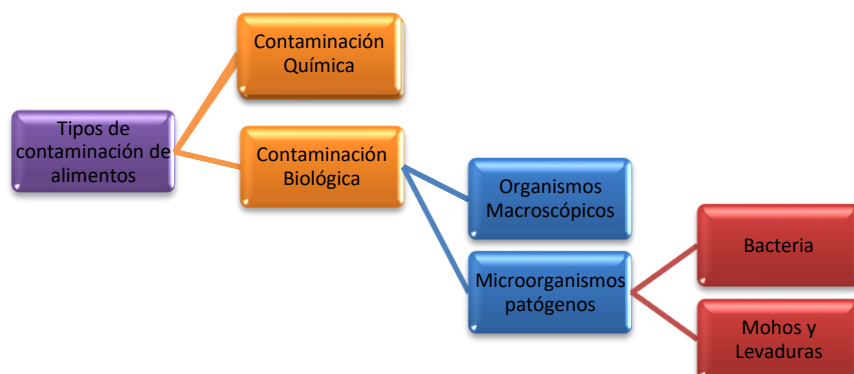 Contaminación
Química
Tipos de
contaminación de
alimentos
Contaminación
Biológica
Organismos
Macroscópicos
Microorganismos
patógenos
Bacteria
Mohos y
Levaduras